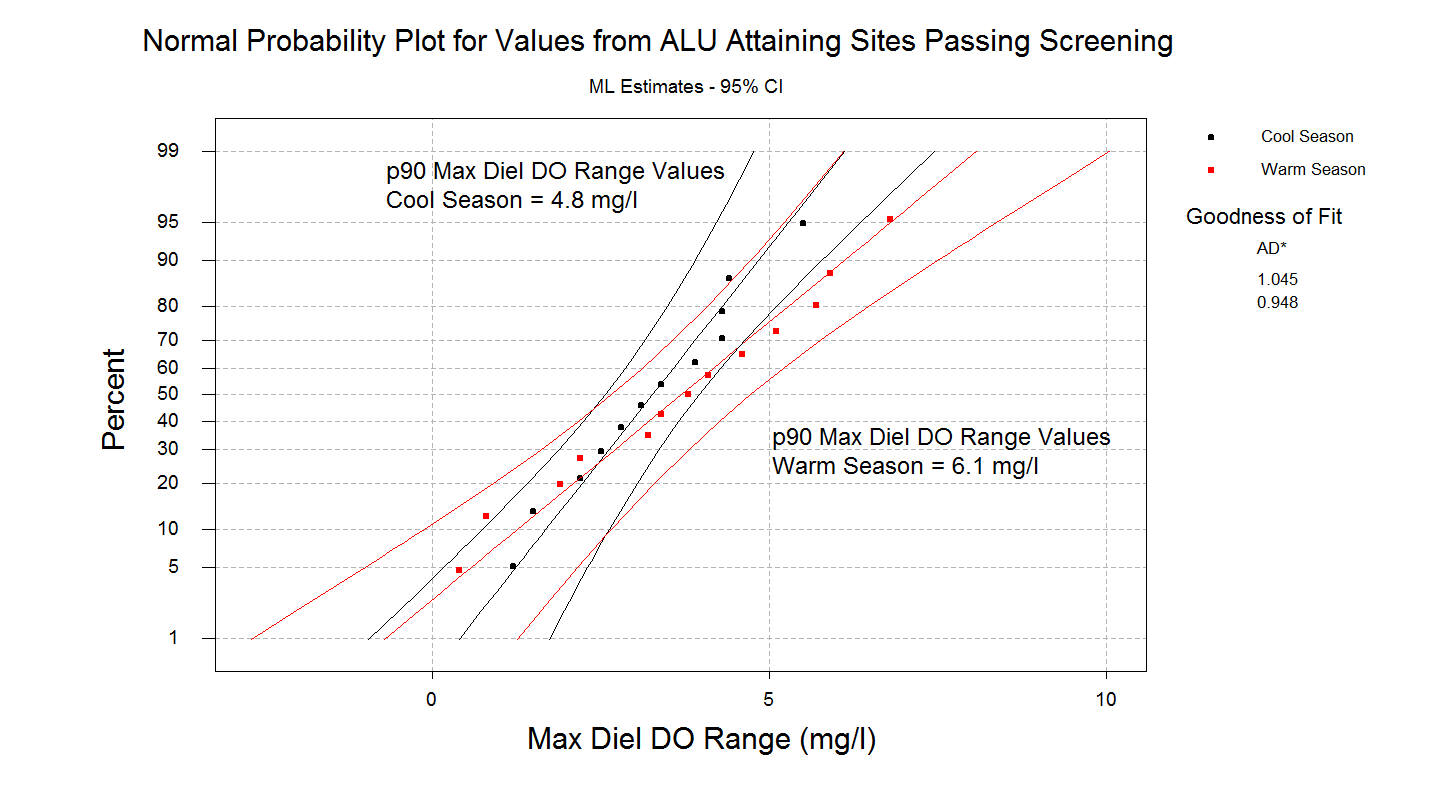 Normal Probability Plot for Values from ALU Attaining Sites Passing Screening
ML Estimates - 95% CI
99
95
90
80
70
60
50
40
30
20
10
5
1
Percent
p90 Max Diel DO Range Values
Cool Season = 4.8 mg/l
p90 Max Diel DO Range Values
Warm Season = 6.1 mg/l
0
5
10
Max Diel DO Range (mg/l)
Cool Season
Warm Season
Goodness of Fit
AD*
1.045
0.948